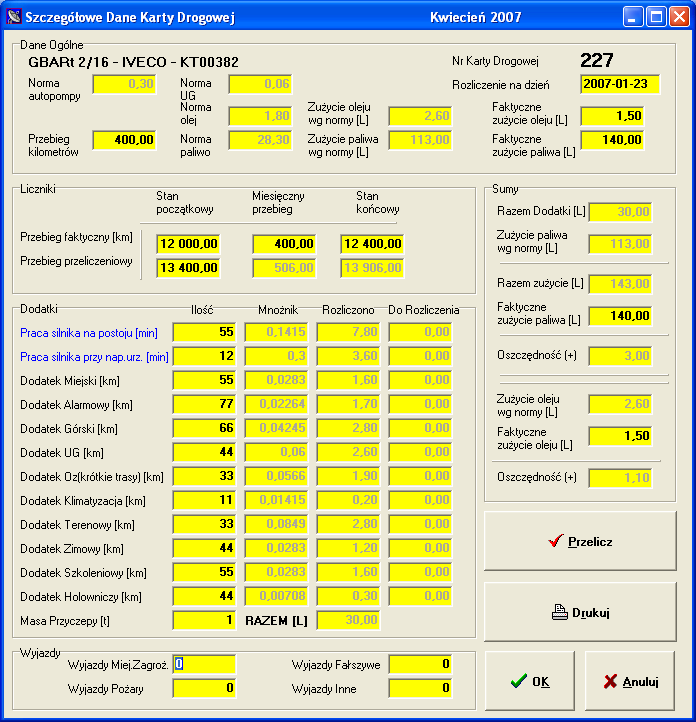 Szczegółowe Dane Karty Drogowej Kwiecień 2007
Dane Ogólne
GBARt 2/16 - IVECO - KT00382 Nr Karty Drogowej 227
Norma autopompy 0,30 Norma UG 0,06 Rozliczenie na dzień 2007-01-23
Norma olej 1,80 Zużycie oleju wg normy [L] 2,60 Faktyczne zużycie oleju [L] 1,50
Przebieg kilometrów 400,00 Norma paliwo 28,30 Zużycie paliwa wg normy [L] 113,00 Faktyczne zużycie paliwa [L] 140,00
Liczniki
Stan początkowy Miesięczny przebieg Stan końcowy
Przebieg faktyczny [km] 12 000,00 400,00 12 400,00
Przebieg przeliczeniowy 13 400,00 506,00 13 906,00
Sumy
Razem Dodatki [L] 30,00
Zużycie paliwa wg normy [L] 113,00
Razem zużycie [L] 143,00
Faktyczne zużycie paliwa [L] 140,00
Oszczędność (+) 3,00
Zużycie oleju wg normy [L] 2,60
Faktyczne zużycie oleju [L] 1,50
Oszczędność (+) 1,10
Dodatki Ilość Mnożnik Rozliczono Do Rozliczenia
Praca silnika na postoju [min] 55 0,1415 7,80 0,00
Praca silnika przy nap.urz. [min] 12 0,3 3,60 0,00
Dodatek Miejski [km] 55 0,0283 1,60 0,00
Dodatek Alarmowy [km] 77 0,02264 1,70 0,00
Dodatek Górski [km] 66 0,04245 2,80 0,00
Dodatek UG [km] 44 0,06 2,60 0,00
Dodatek Oz(krótkie trasy) [km] 33 0,0566 1,90 0,00
Dodatek Klimatyzacja [km] 11 0,01415 0,20 0,00
Dodatek Terenowy [km] 33 0,0849 2,80 0,00
Dodatek Zimowy [km] 44 0,0283 1,20 0,00
Dodatek Szkoleniowy [km] 55 0,0283 1,60 0,00
Dodatek Holowniczy [km] 44 0,00708 0,30 0,00
Masa Przyczepy [t] 1 RAZEM [L] 30,00
Przelicz
Drukuj
Wyjazdy
Wyjazdy Miej.Zagroż. 0 Wyjazdy Fałszywe 0
Wyjazdy Pożary 0 Wyjazdy Inne 0
OK Anuluj